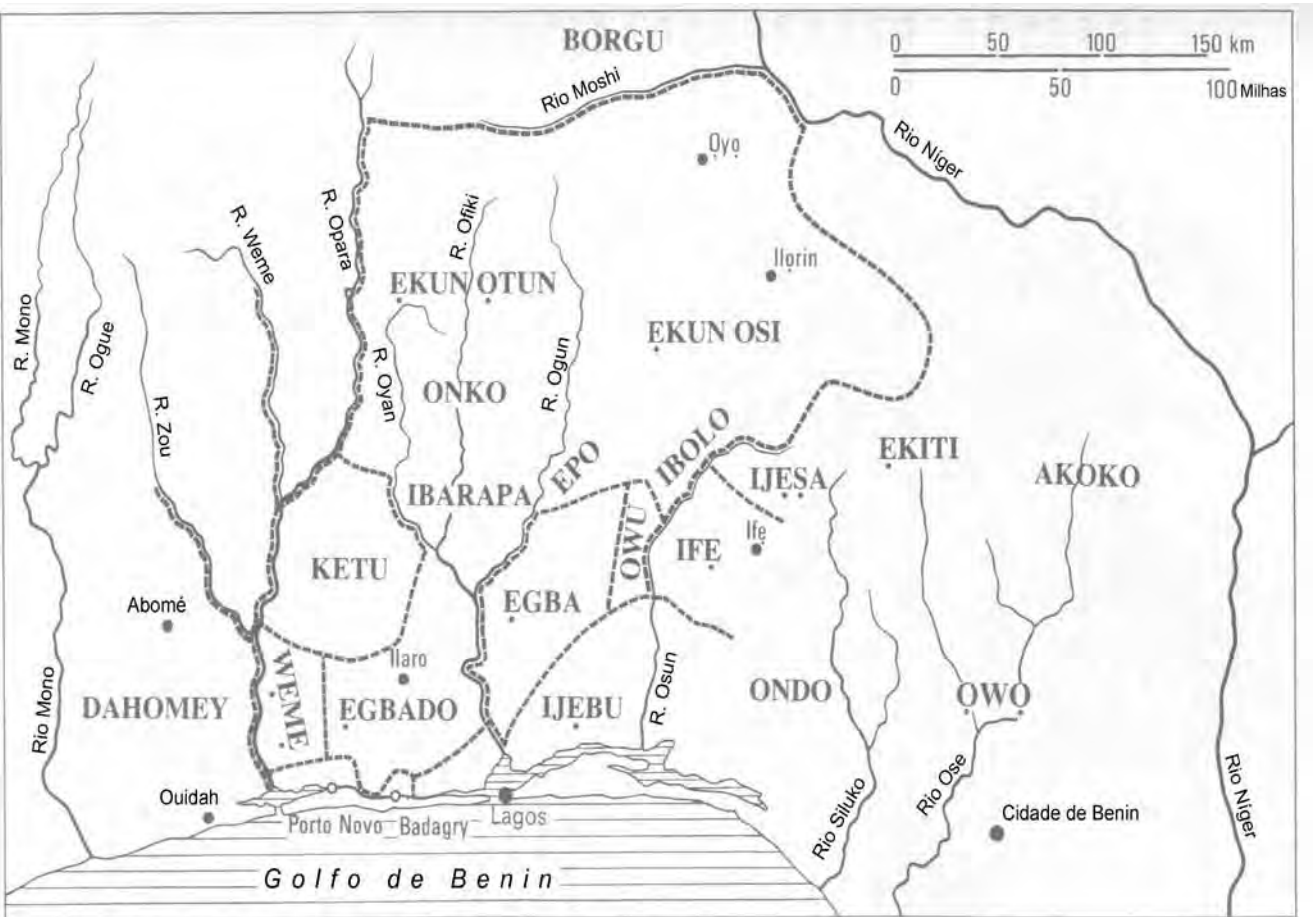 BORGU
0 50 100 150 km
0 50 100 Milhas
Rio Moshi
Rio Níger
Ọyọ
R. Mono
R. Ogue
R. Weme
R. Opara
R. Ofiki
Ilọrin
EKUN OTUN
EKUN OSI
R. Zou
R. Oyan
ONKO
R. Ogun
EPO
IBOLO
EKITI
IJESA
AKOKO
IBARAPA
OWU
IFE
Ifẹ
KETU
EGBA
Abomé
Ilaro
WEME
R. Osun
Rio Mono
DAHOMEY
EGBADO
IJEBU
ONDO
OWO
Rio Níger
Ouidah
Rio Siluko
Rio Ose
Cidade de Benin
Porto Novo Badagry Lagos
Golfo de Benin